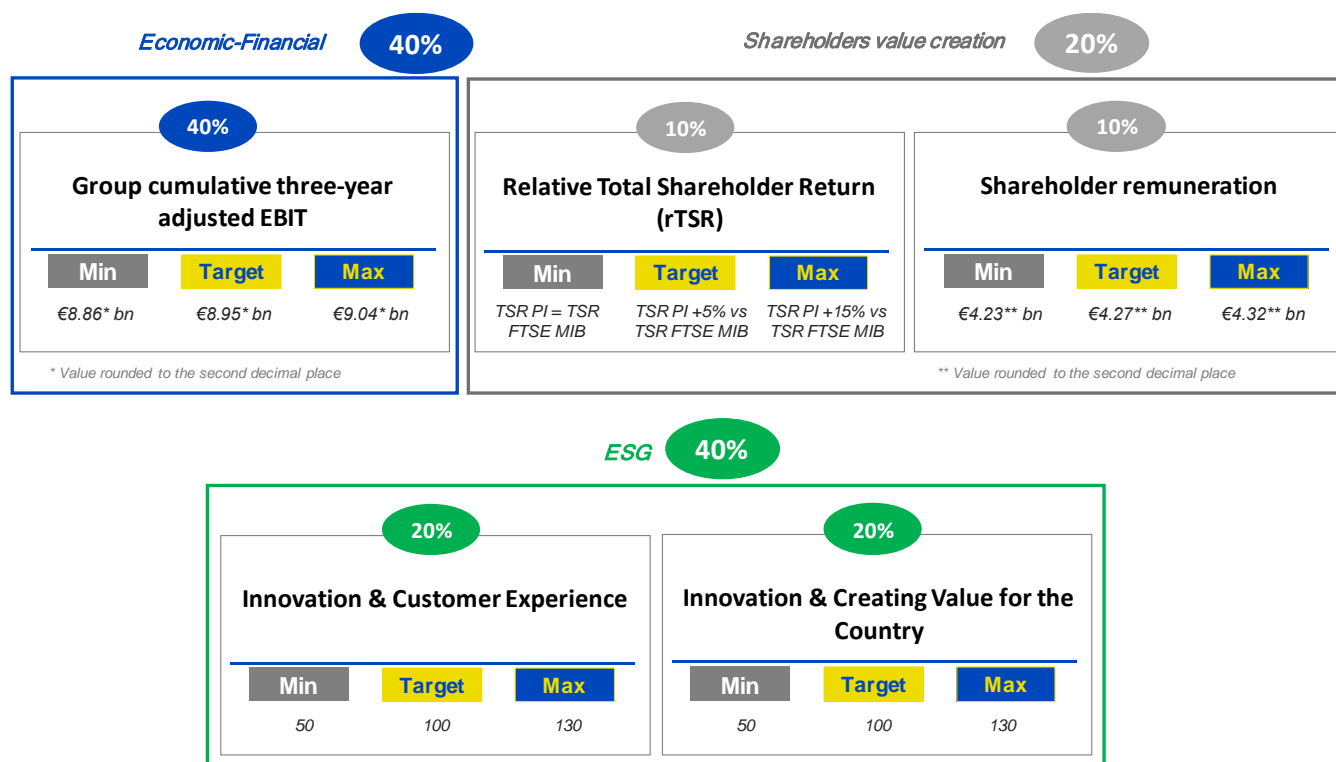 Economic-Financial 40%
Shareholders value creation 20%
40%
Group cumulative three-year
adjusted EBIT
Min Target Max
€8.86* bn €8.95* bn €9.04* bn
* Value rounded to the second decimal place
10%
Relative Total Shareholder Return
(rTSR)
Min Target Max
TSR PI = TSR TSR PI +5% vs TSR PI +15% vs
FTSE MIB TSR FTSE MIB TSR FTSE MIB
10%
Shareholder remuneration
Min Target Max
€4.23** bn €4.27** bn €4.32** bn
** Value rounded to the second decimal place
ESG 40%
20%
Innovation & Customer Experience
Min Target Max
50 100 130
20%
Innovation & Creating Value for the
Country
Min Target Max
50 100 130